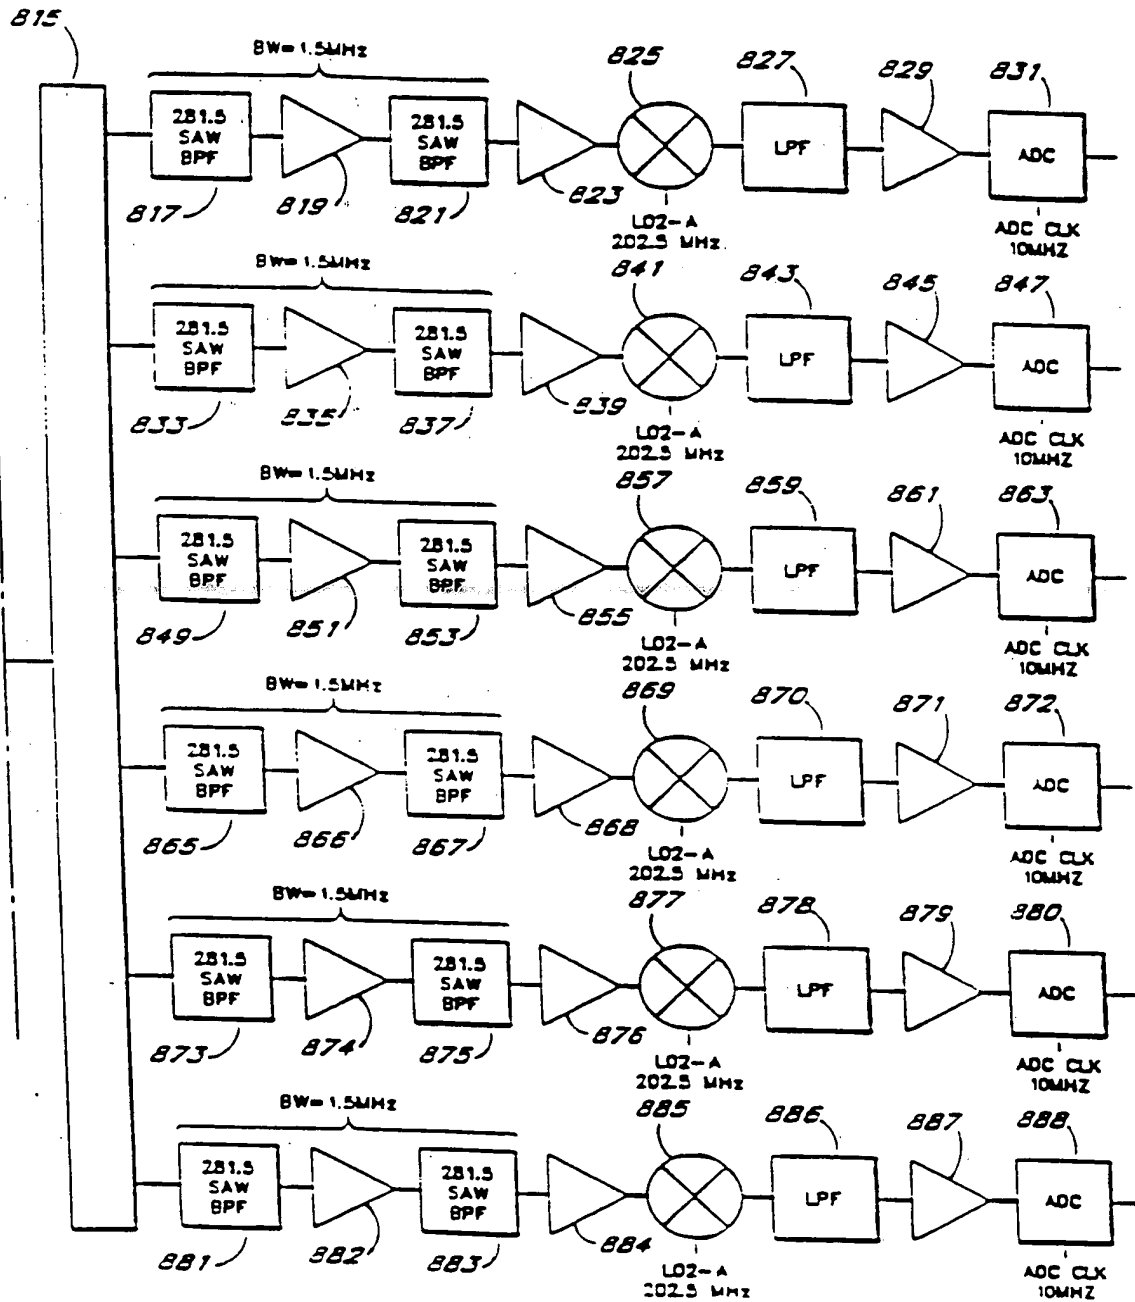 815
BW= 1.5MHz
825
827
829
831
281.5
SAW
BPF
281.5
SAW
BPF
LPF
ADC
817
819
821
823
LO2-A
202.5 MHz
ADC CLK
10MHZ
BW= 1.5MHz
841
843
845
847
281.5
SAW
BPF
281.5
SAW
BPF
LPF
ADC
833
835
837
839
LO2-A
202.5 MHz
ADC CLK
10MHZ
BW= 1.5MHz
857
859
861
863
281.5
SAW
BPF
281.5
SAW
BPF
LPF
ADC
849
851
853
855
LO2-A
202.5 MHz
ADC CLK
10MHZ
BW= 1.5MHz
869
870
871
872
281.5
SAW
BPF
281.5
SAW
BPF
LPF
ADC
865
866
867
868
LO2-A
202.5 MHz
ADC CLK
10MHZ
BW= 1.5MHz
877
878
879
880
281.5
SAW
BPF
281.5
SAW
BPF
LPF
ADC
873
874
875
876
LO2-A
202.5 MHz
ADC CLK
10MHZ
BW= 1.5MHz
885
886
887
888
281.5
SAW
BPF
281.5
SAW
BPF
LPF
ADC
881
882
883
884
LO2-A
202.5 MHz
ADC CLK
10MHZ